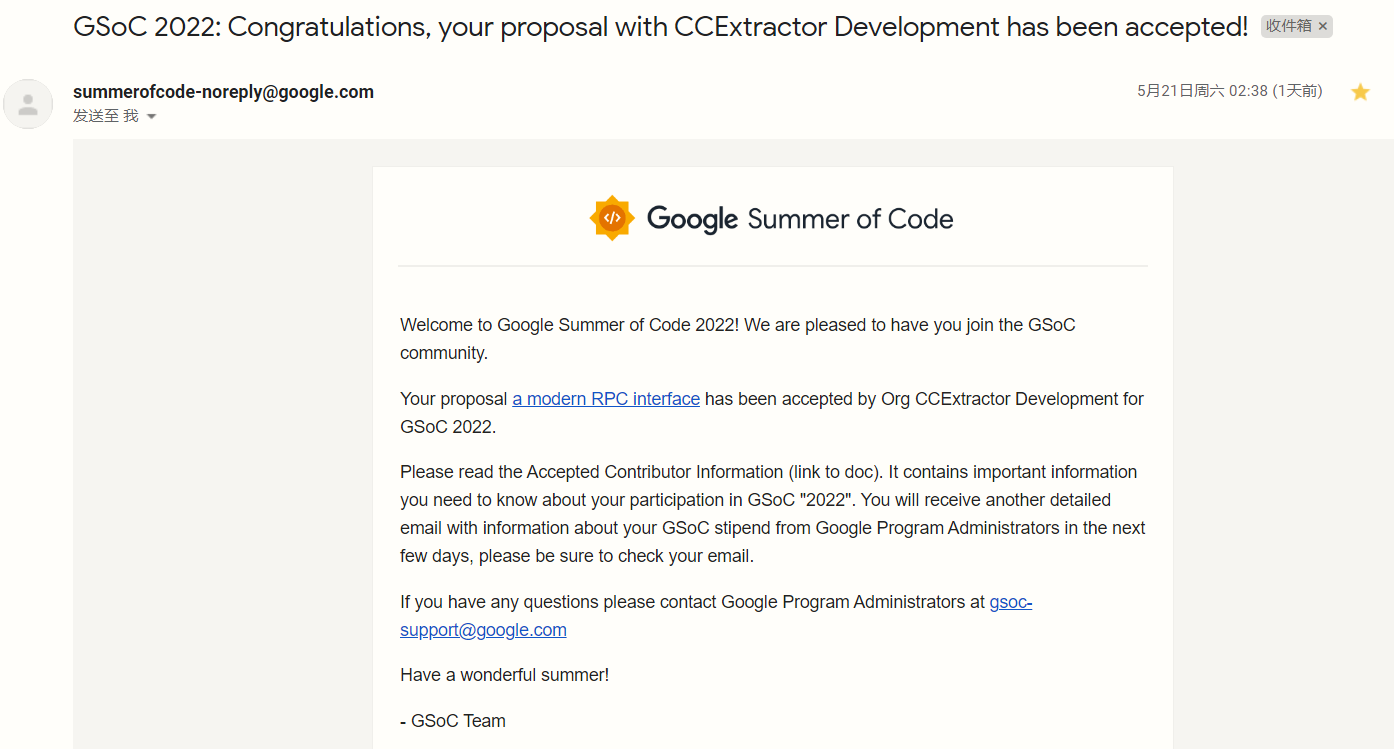 GSoC 2022: Congratulations, your proposal with CCExtractor Development has been accepted! 收件箱 ×
summerofcode-noreply@google.com 5月21日周六 02:38 (1天前)
发送至 我
Google Summer of Code
Welcome to Google Summer of Code 2022! We are pleased to have you join the GSoC
community.
Your proposal a modern RPC interface has been accepted by Org CCExtractor Development for
GSoC 2022.
Please read the Accepted Contributor Information (link to doc). It contains important information
you need to know about your participation in GSoC "2022". You will receive another detailed
email with information about your GSoC stipend from Google Program Administrators in the next
few days, please be sure to check your email.
If you have any questions please contact Google Program Administrators at gsoc-
support@google.com
Have a wonderful summer!
- GSoC Team